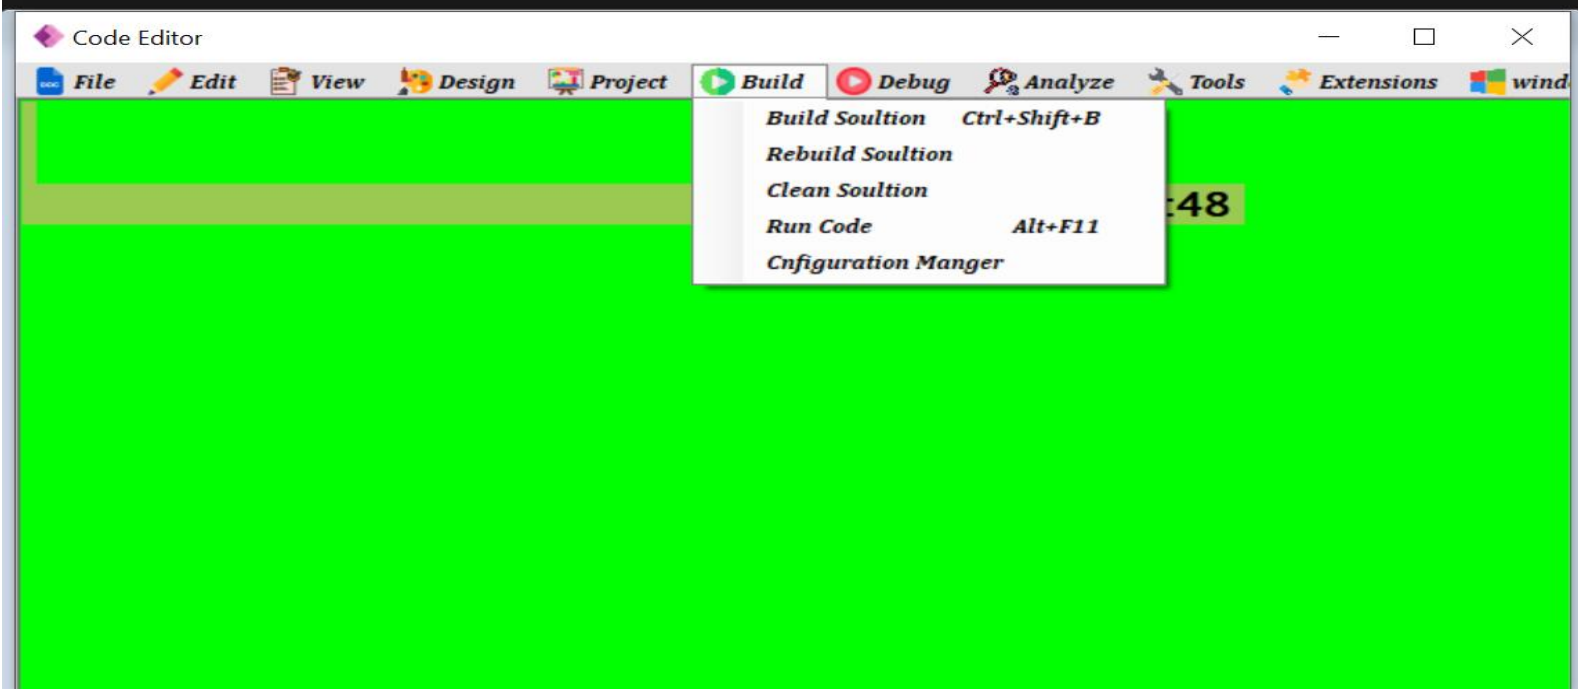 Code Editor
File Edit View Design Project Build Debug Analyze Tools Extensions wind
Build Soultion Ctrl+Shift+B
Rebuild Soultion
Clean Soultion
:48
Run Code Alt+F11
Cnfiguration Manger